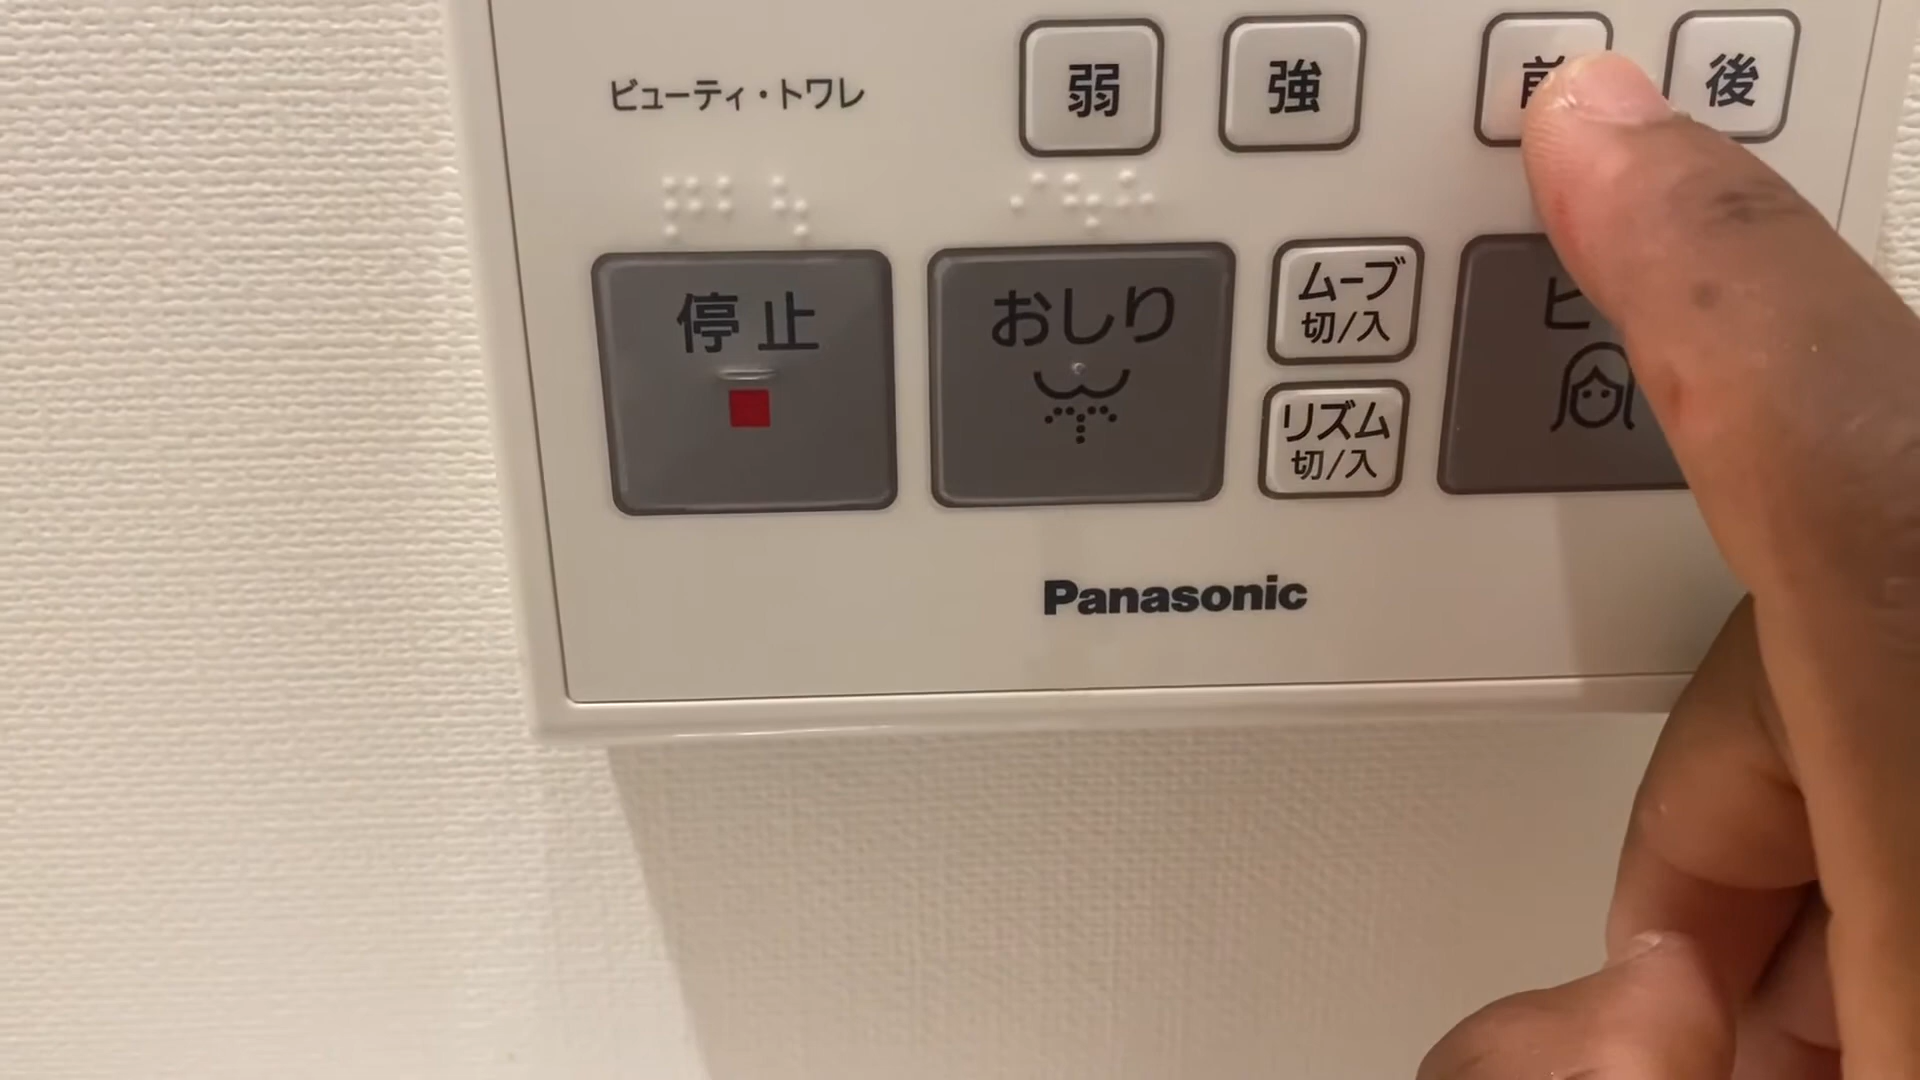 ビューティ・トワレ
弱
強
前
後
停止
おしり
ムーブ
切/入
リズム
切/入
Panasonic